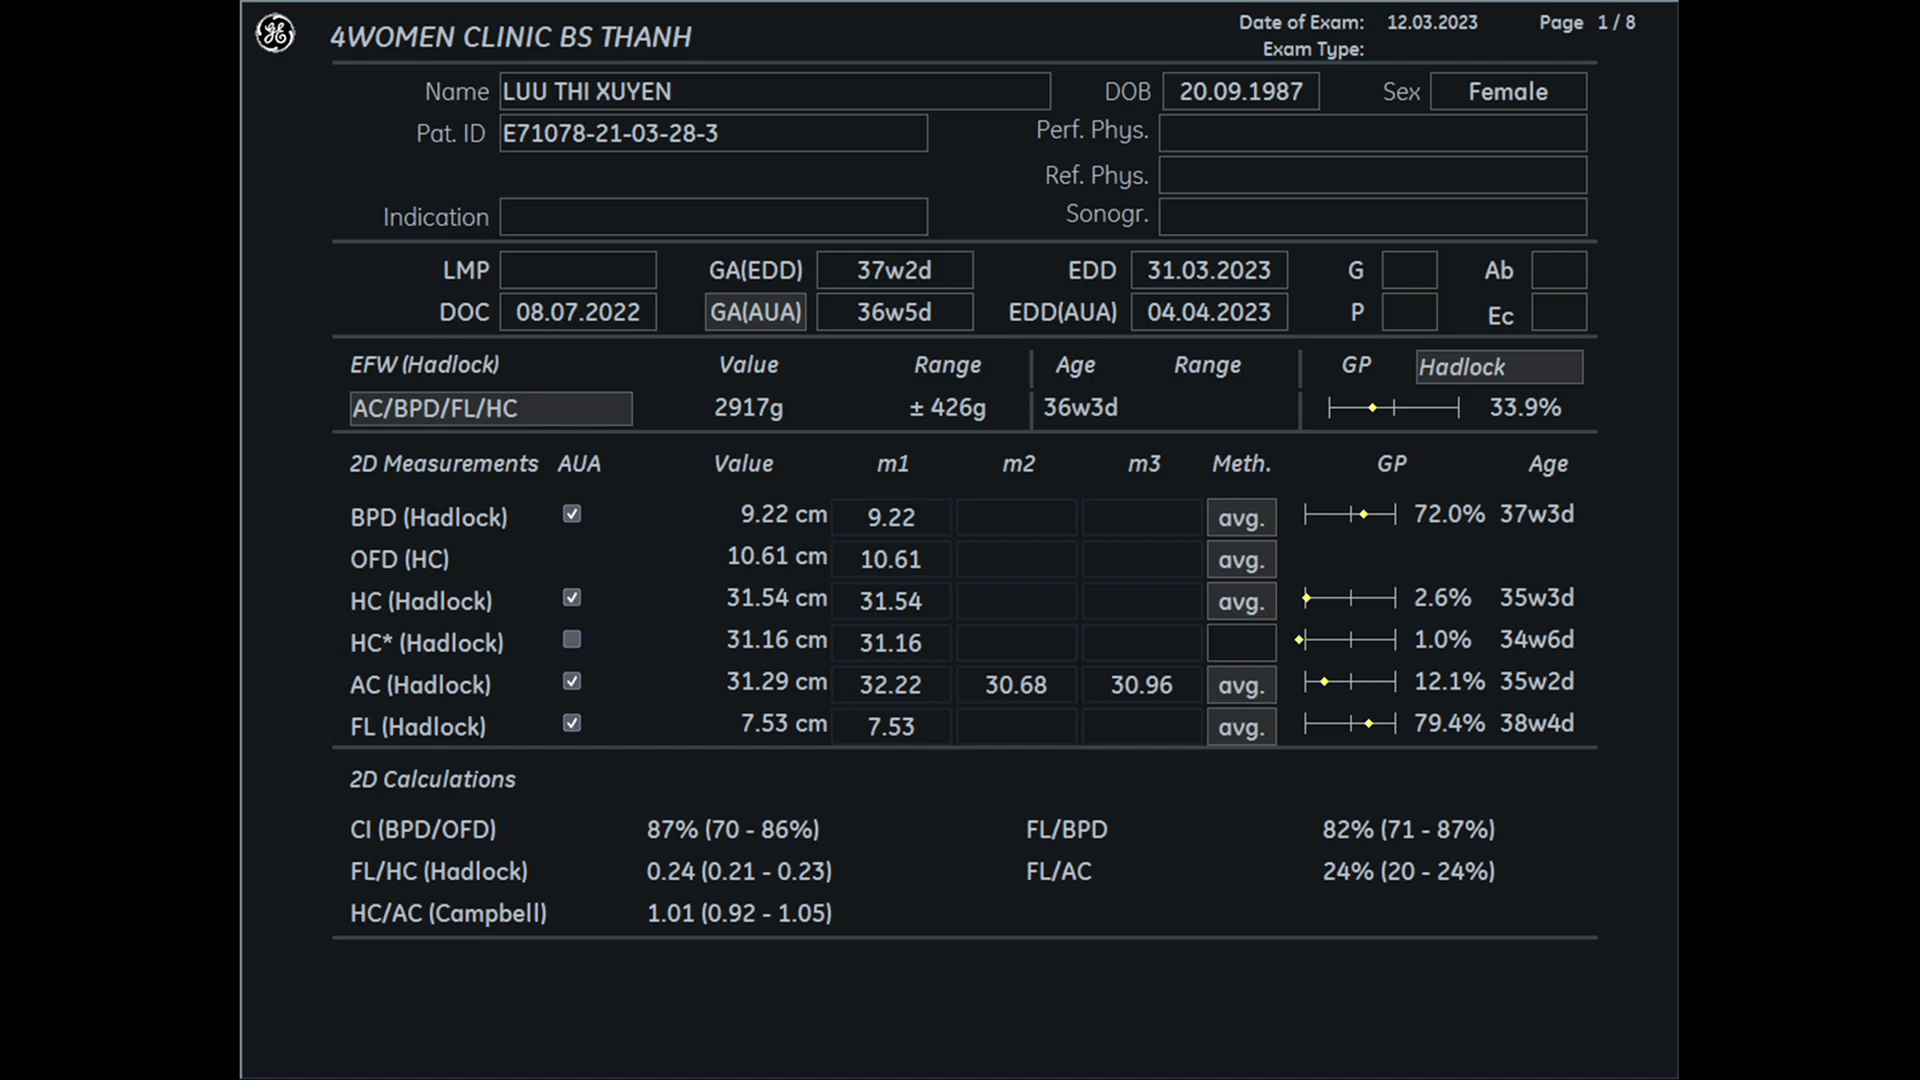 4WOMEN CLINIC BS THANH Date of Exam: 12.03.2023 Page 1 / 8
Exam Type:
Name LUU THI XUYEN DOB 20.09.1987 Sex Female
Pat. ID E71078-21-03-28-3 Perf. Phys.
Ref. Phys.
Indication Sonogr.
LMP GA(EDD) 37w2d EDD 31.03.2023 G Ab
DOC 08.07.2022 GA(AUA) 36w5d EDD(AUA) 04.04.2023 P Ec
EFW (Hadlock) Value Range Age Range GP Hadlock
AC/BPD/FL/HC 2917g ± 426g 36w3d 33.9%
2D Measurements AUA Value m1 m2 m3 Meth. GP Age
BPD (Hadlock) 9.22 cm 9.22 avg. 72.0% 37w3d
OFD (HC) 10.61 cm 10.61 avg.
HC (Hadlock) 31.54 cm 31.54 avg. 2.6% 35w3d
HC* (Hadlock) 31.16 cm 31.16 1.0% 34w6d
AC (Hadlock) 31.29 cm 32.22 30.68 30.96 avg. 12.1% 35w2d
FL (Hadlock) 7.53 cm 7.53 avg. 79.4% 38w4d
2D Calculations
CI (BPD/OFD) 87% (70 - 86%) FL/BPD 82% (71 - 87%)
FL/HC (Hadlock) 0.24 (0.21 - 0.23) FL/AC 24% (20 - 24%)
HC/AC (Campbell) 1.01 (0.92 - 1.05)